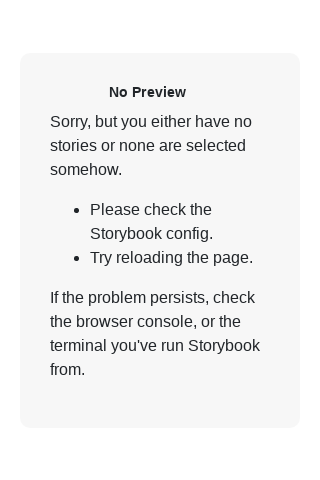 No Preview
Sorry, but you either have no
stories or none are selected
somehow.
Please check the
Storybook config.
Try reloading the page.
If the problem persists, check
the browser console, or the
terminal you've run Storybook
from.